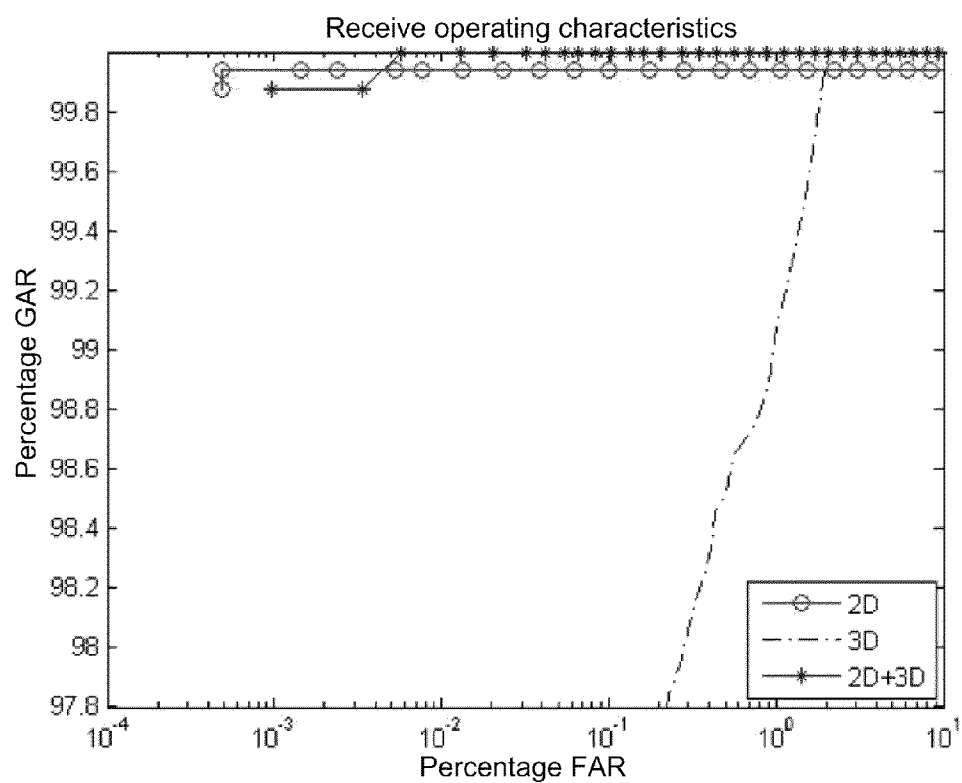 Receive operating characteristics
Percentage GAR
99.8
99.6
99.4
99.2
99
98.8
98.6
98.4
98.2
98
97.8
10^-4
10^-3
10^-2
10^-1
10^0
10^1
Percentage FAR
2D
3D
2D+3D